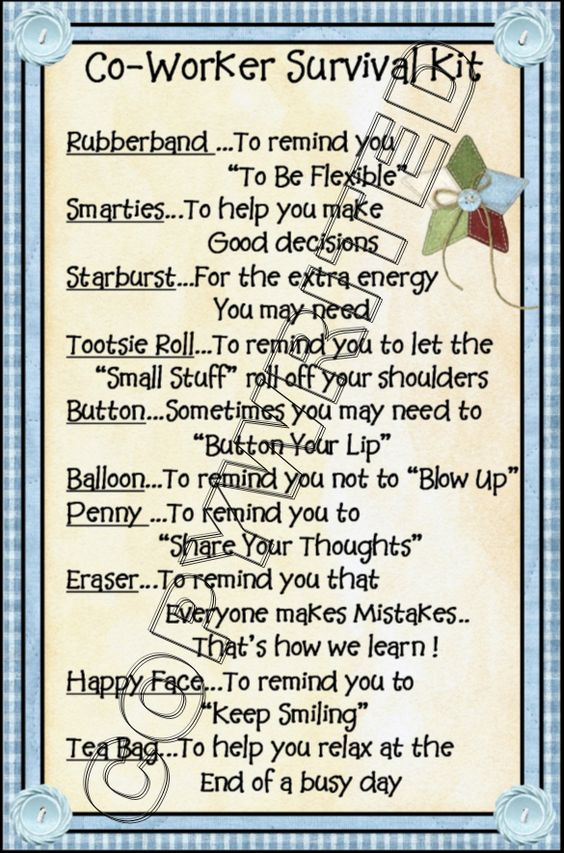 Co-Worker Survival Kit
Rubberband ...To remind you
“To Be Flexible”
Smarties...To help you make
Good decisions
Starburst...For the extra energy
You may need
Tootsie Roll...To remind you to let the
“Small Stuff” roll off your shoulders
Button...Sometimes you may need to
“Button Your Lip”
Balloon...To remind you not to “Blow Up”
Penny ...To remind you to
“Share Your Thoughts”
Eraser...To remind you that
Everyone makes Mistakes..
That’s how we learn !
Happy Face...To remind you to
“Keep Smiling”
Tea Bag...To help you relax at the
End of a busy day
COPYWRITED